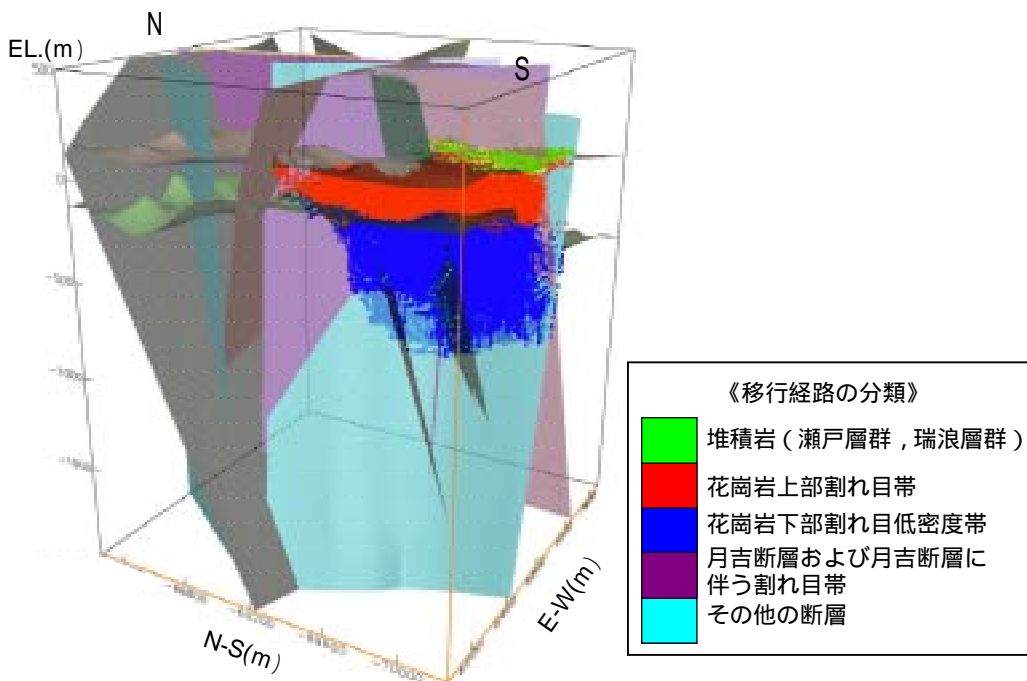 N
EL.(m)
S
500
0
N-S(m)
-70000
E-W(m)
《移行経路の分類》
堆積岩（瀬戸層群，瑞浪層群）
花崗岩上部割れ目帯
花崗岩下部割れ目低密度帯
月吉断層および月吉断層に
伴う割れ目帯
その他の断層